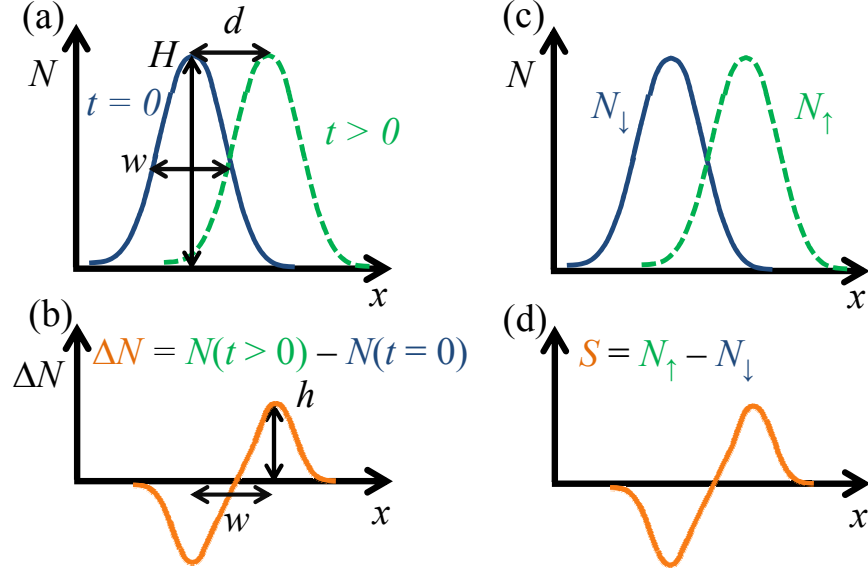 (a)
d
N
H
t = 0
t > 0
w
x
(b)
ΔN = N(t > 0) – N(t = 0)
ΔN
h
w
x
(c)
N
N↓
N↑
x
(d)
S = N↑ – N↓
x